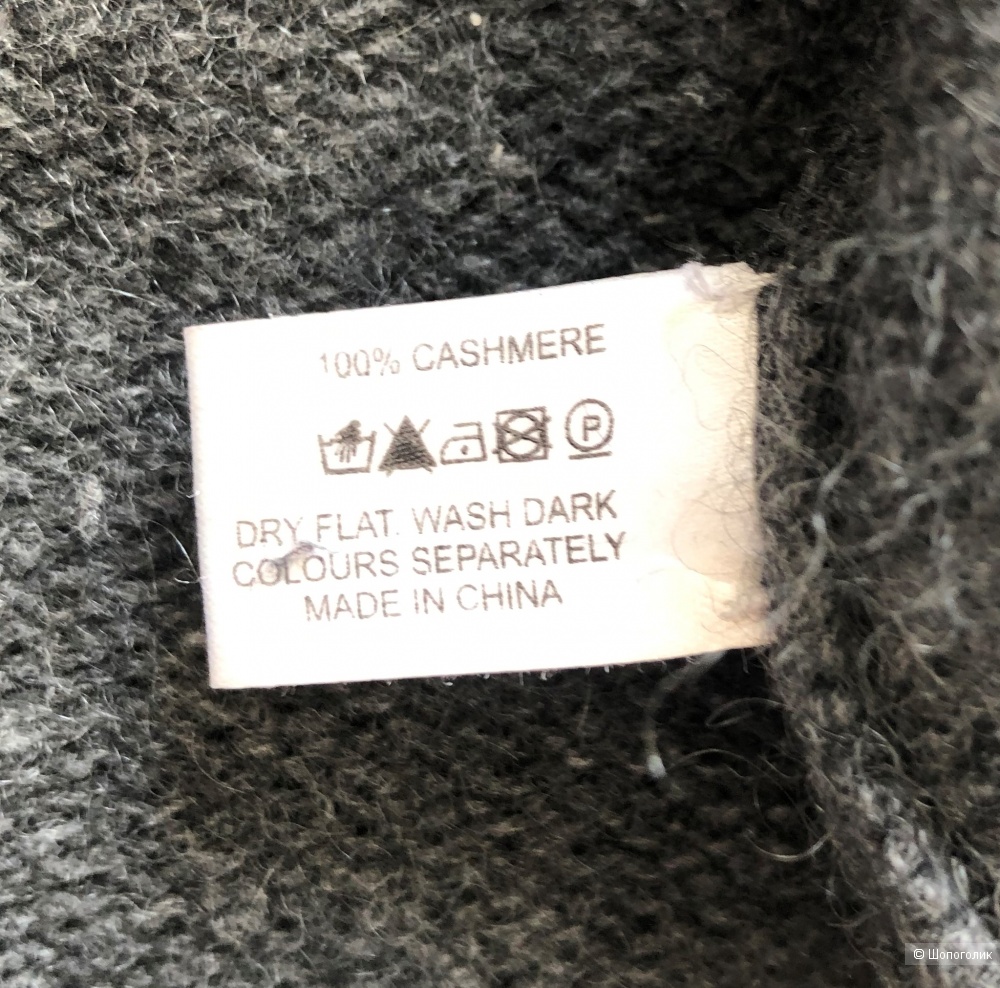 100% CASHMERE
P
DRY FLAT. WASH DARK
COLOURS SEPARATELY
MADE IN CHINA
© Шопоголик